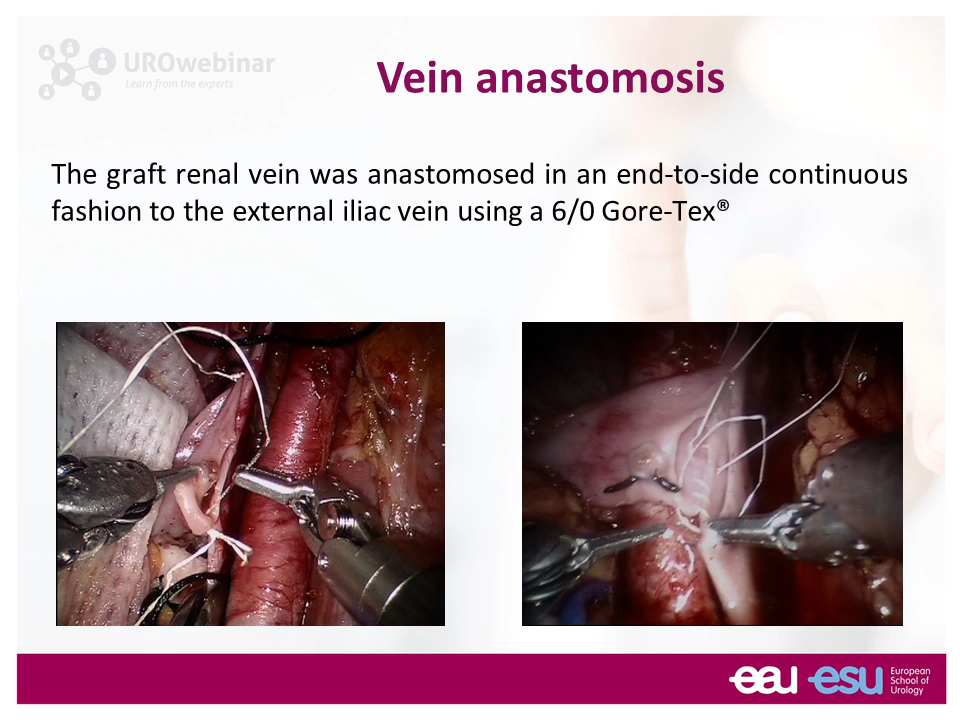 UROwebinar
Learn from the experts
Vein anastomosis
The graft renal vein was anastomosed in an end-to-side continuous
fashion to the external iliac vein using a 6/0 Gore-Tex®
eau esu European
School of
Urology